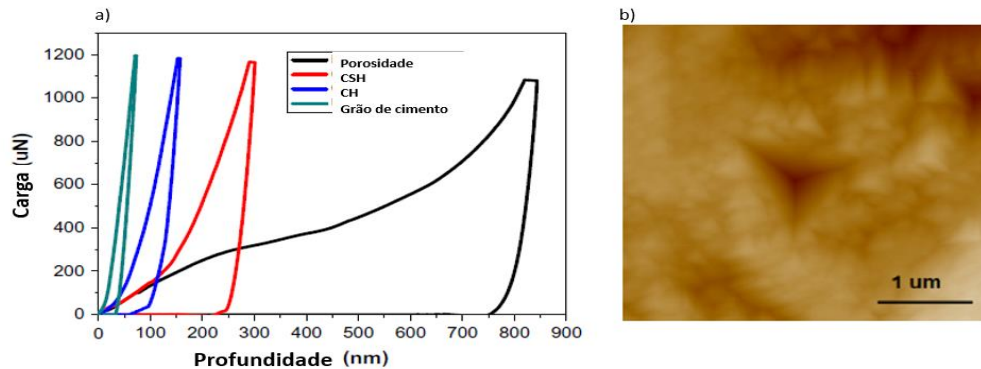 a)
b)
1200
1000
800
600
400
200
0
Carga (uN)
Porosidade
CSH
CH
Grão de cimento
0 100 200 300 400 500 600 700 800 900
Profundidade (nm)
1 um